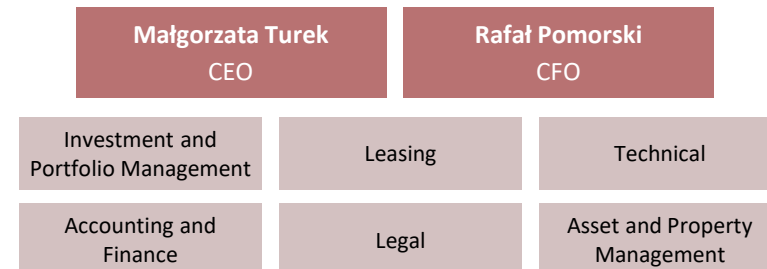 Małgorzata Turek
CEO
Rafał Pomorski
CFO
Investment and
Portfolio Management
Leasing
Technical
Accounting and
Finance
Legal
Asset and Property
Management